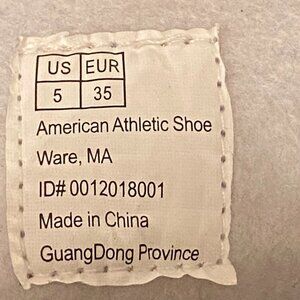 US EUR
5 35
American Athletic Shoe
Ware, MA
ID# 0012018001
Made in China
GuangDong Province